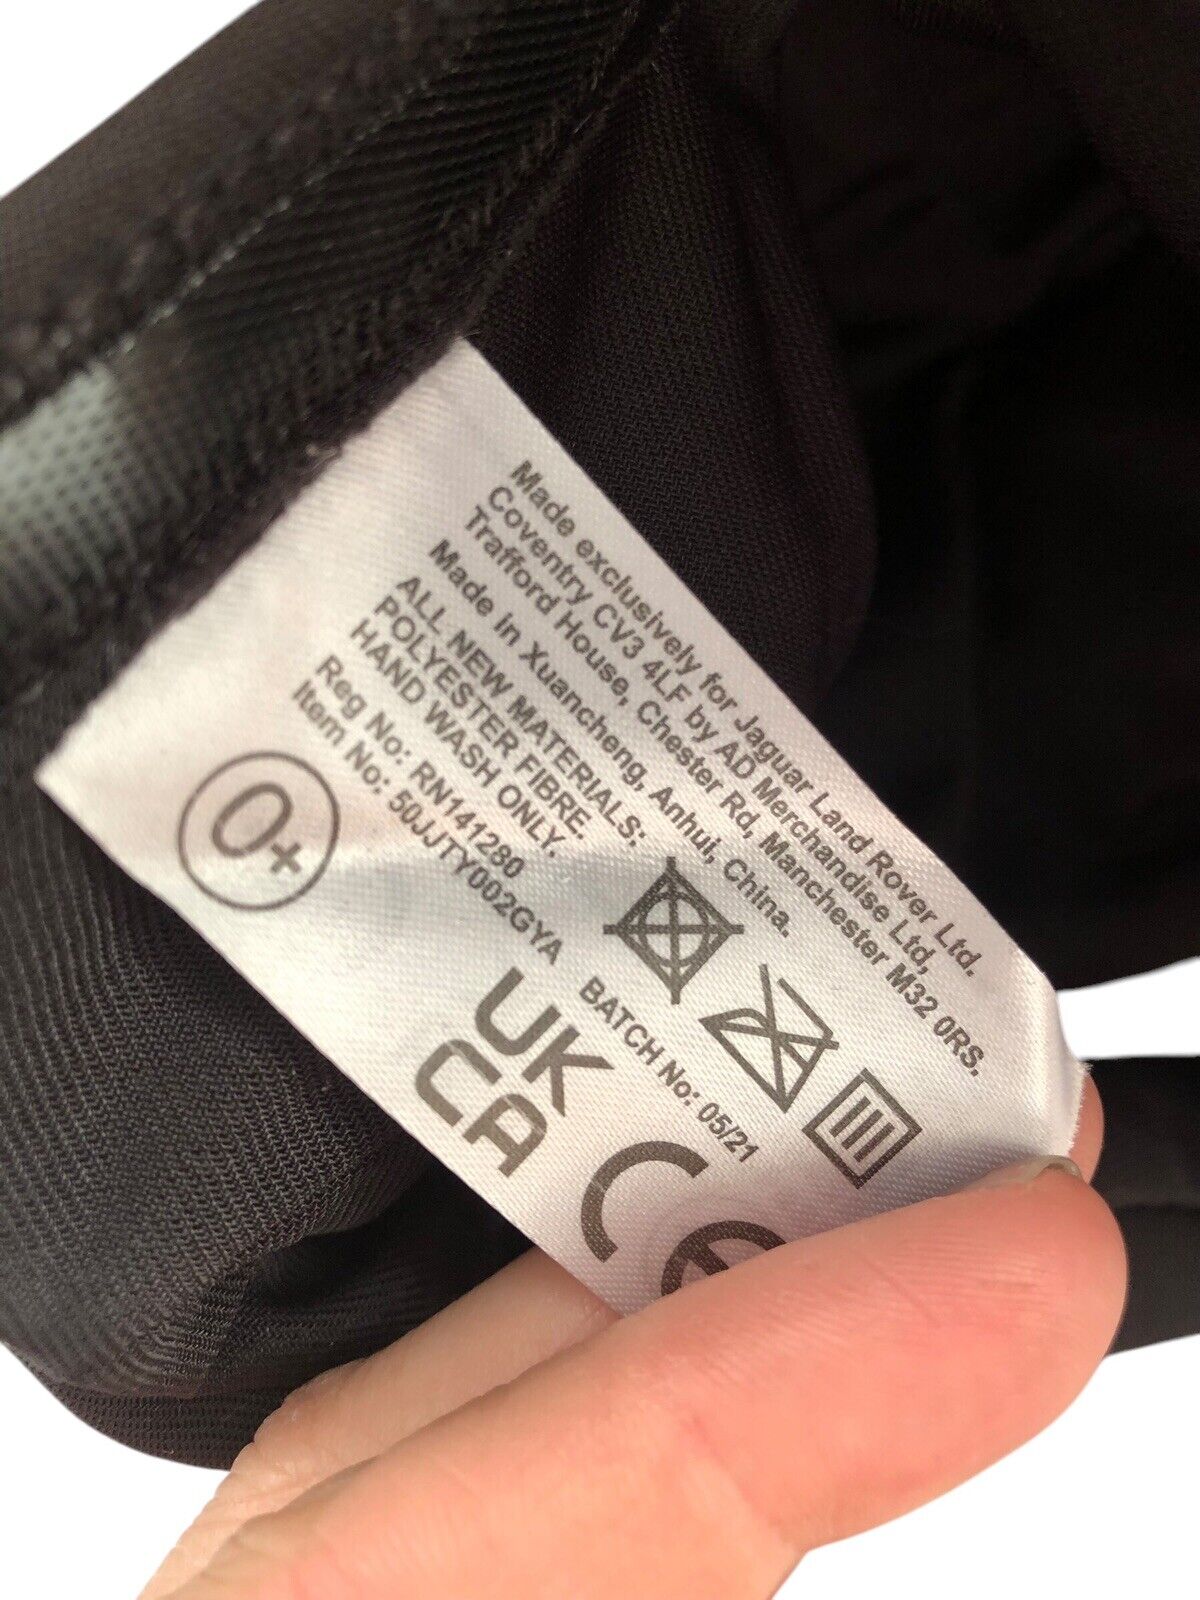 Made exclusively for Jaguar Land Rover Ltd.
Coventry CV3 4LF by AD Merchandise Ltd,
Trafford House, Chester Rd, Manchester M32 0RS.
Made in Xuancheng, Anhui, China.
ALL NEW MATERIALS:
POLYESTER FIBRE.
HAND WASH ONLY.
Reg No: RN141280
Item No: 50JJTY002GYA
BATCH No: 05/21
0+
UK
CA
CE